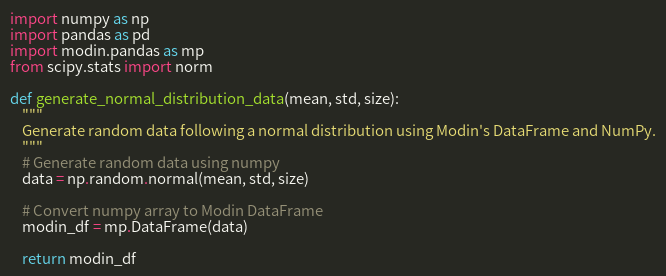 import numpy as np
import pandas as pd
import modin.pandas as mp
from scipy.stats import norm

def generate_normal_distribution_data(mean, std, size):
    """
    Generate random data following a normal distribution using Modin's DataFrame and NumPy.
    """
    # Generate random data using numpy
    data = np.random.normal(mean, std, size)

    # Convert numpy array to Modin DataFrame
    modin_df = mp.DataFrame(data)

    return modin_df